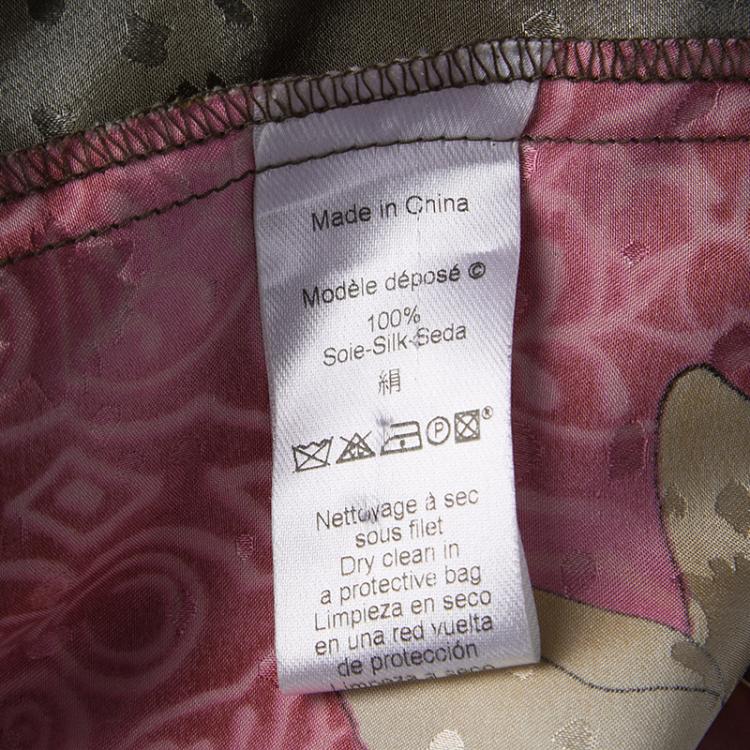 Made in China
Modèle déposé ©
100%
Soie-Silk-Seda
絹
P ®
Nettoyage à sec
sous filet
Dry clean in
a protective bag
Limpieza en seco
en una red vuelta
de protección